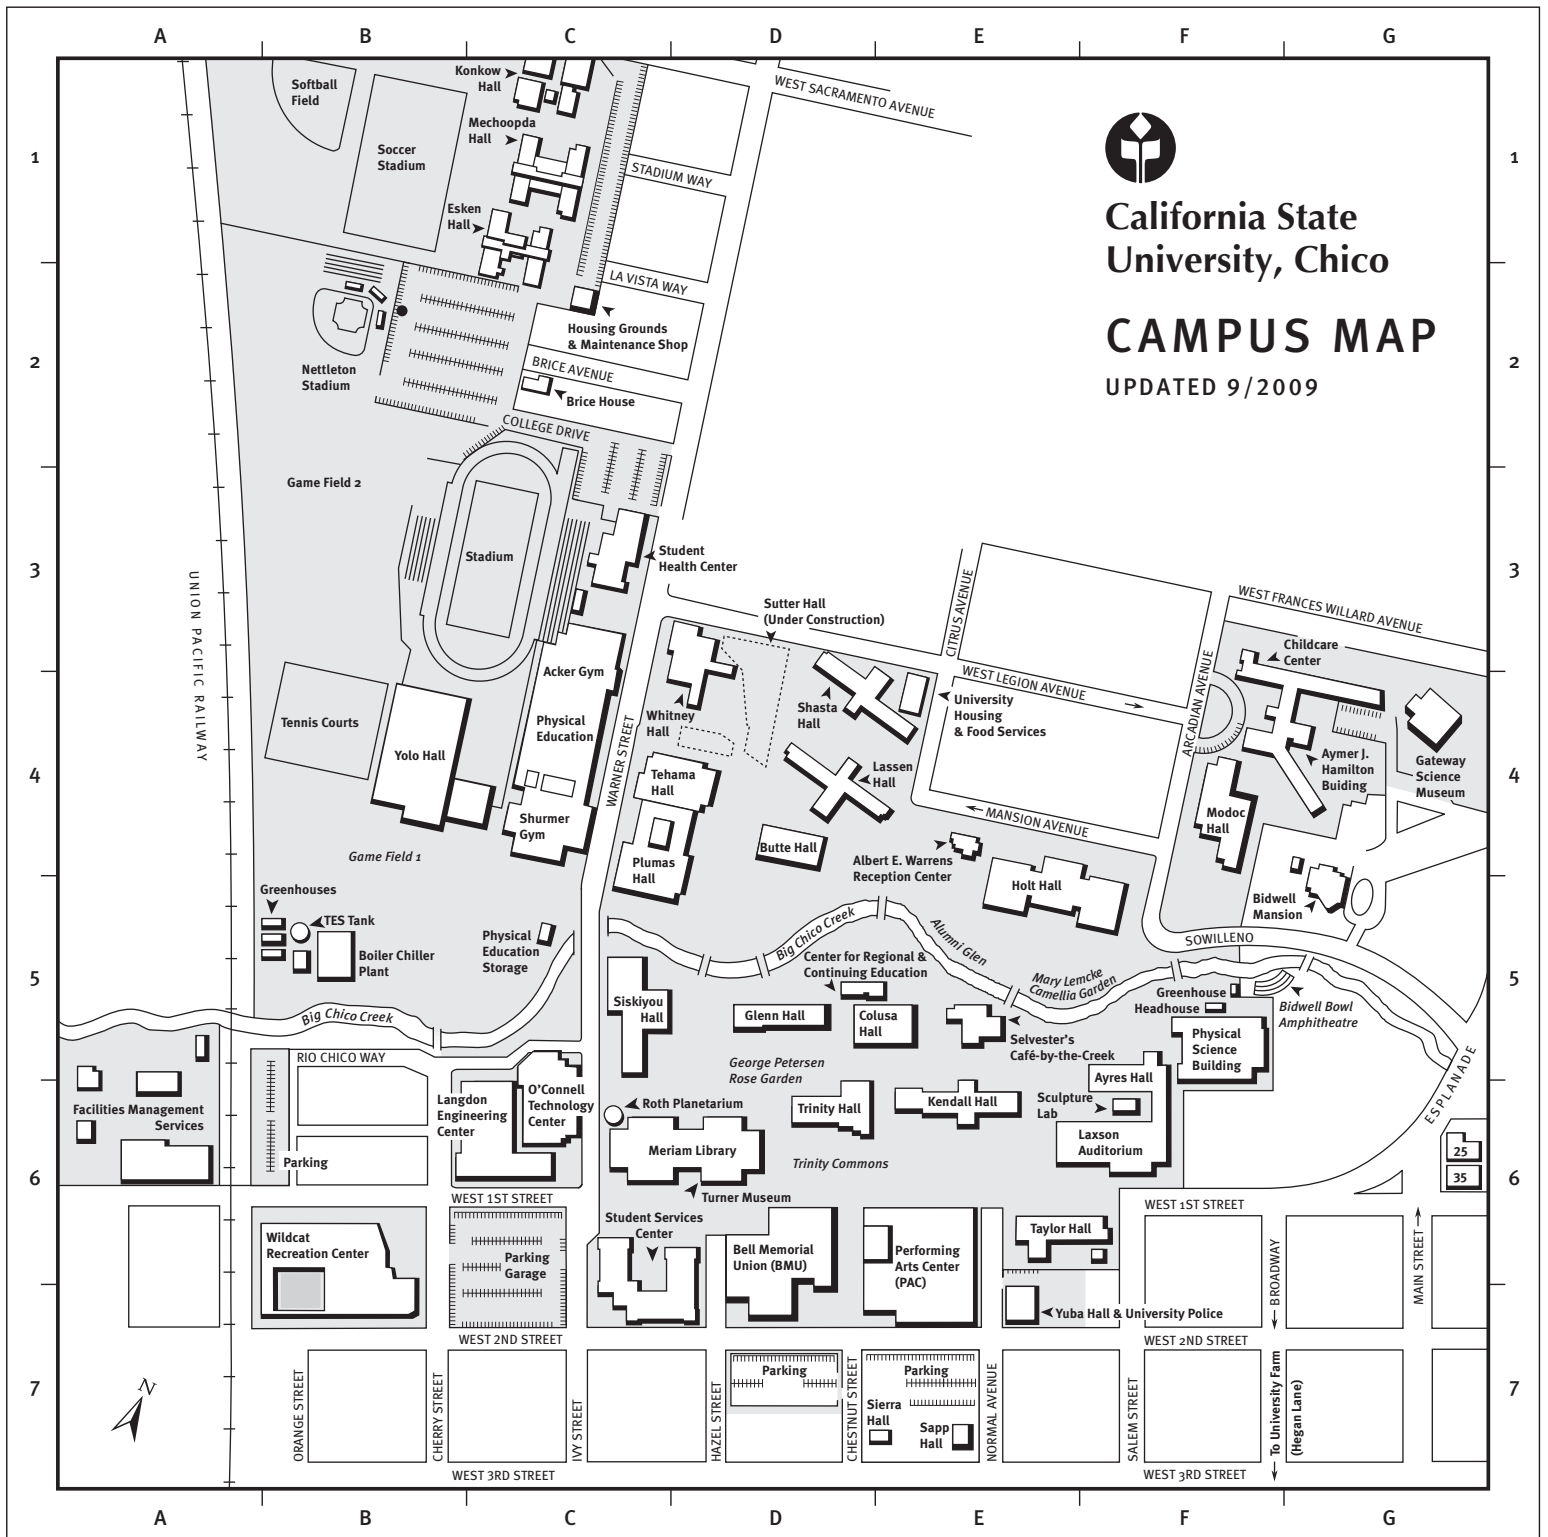 A B C D E F G
1
2
3
4
5
6
7
1
2
3
4
5
6
7
California State
University, Chico
CAMPUS MAP
UPDATED 9/2009
Softball
Field
Konkow
Hall
WEST SACRAMENTO AVENUE
Mechoopda
Hall
Soccer
Stadium
STADIUM WAY
Esken
Hall
LA VISTA WAY
Housing Grounds
& Maintenance Shop
Nettleton
Stadium
BRICE AVENUE
Brice House
COLLEGE DRIVE
Game Field 2
Stadium
Student
Health Center
UNION PACIFIC RAILWAY
Sutter Hall
(Under Construction)
CITRUS AVENUE
WEST FRANCES WILLARD AVENUE
Childcare
Center
Acker Gym
WEST LEGION AVENUE
ARCADIAN AVENUE
Tennis Courts
Yolo Hall
Physical
Education
WARNER STREET
Whitney
Hall
Shasta
Hall
University
Housing
& Food Services
Aymer J.
Hamilton
Buiding
Gateway
Science
Museum
Tehama
Hall
Lassen
Hall
MANSION AVENUE
Modoc
Hall
Shurmer
Gym
Game Field 1
Plumas
Hall
Butte Hall
Albert E. Warrens
Reception Center
Holt Hall
Bidwell
Mansion
Greenhouses
TES Tank
Boiler Chiller
Plant
Physical
Education
Storage
Big Chico Creek
Alumni Glen
SOWILLENO
Center for Regional &
Continuing Education
Mary Lemcke
Camellia Garden
Greenhouse
Headhouse
Bidwell Bowl
Amphitheatre
Siskiyou
Hall
Glenn Hall
Colusa
Hall
Big Chico Creek
Selvester's
Café-by-the-Creek
Physical
Science
Building
RIO CHICO WAY
George Petersen
Rose Garden
Ayres Hall
ESPLANADE
Facilities Management
Services
Langdon
Engineering
Center
O'Connell
Technology
Center
Roth Planetarium
Trinity Hall
Kendall Hall
Sculpture
Lab
Parking
Meriam Library
Trinity Commons
Laxson
Auditorium
25
35
Turner Museum
WEST 1ST STREET
WEST 1ST STREET
Wildcat
Recreation Center
Parking
Garage
Student Services
Center
Bell Memorial
Union (BMU)
Performing
Arts Center
(PAC)
Taylor Hall
BROADWAY
MAIN STREET
Yuba Hall & University Police
WEST 2ND STREET
WEST 2ND STREET
N
ORANGE STREET
CHERRY STREET
IVY STREET
HAZEL STREET
Parking
CHESTNUT STREET
Parking
Sierra
Hall
Sapp
Hall
NORMAL AVENUE
SALEM STREET
To University Farm
(Hegan Lane)
WEST 3RD STREET
WEST 3RD STREET
A B C D E F G